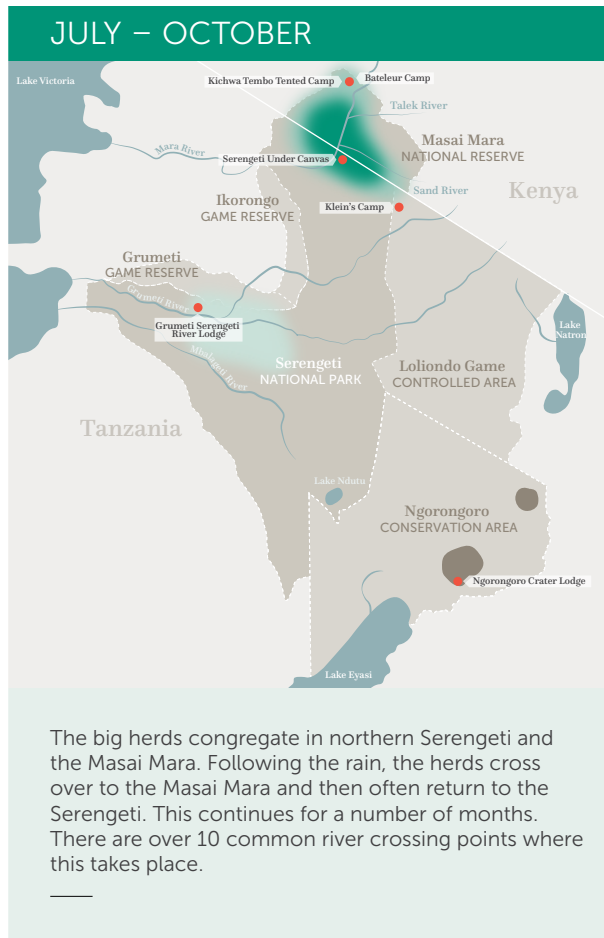 JULY – OCTOBER
Lake Victoria
Kichwa Tembo Tented Camp
Bateleur Camp
Talek River
Masai Mara
NATIONAL RESERVE
Mara River
Serengeti Under Canvas
Sand River
Kenya
Ikorongo
GAME RESERVE
Klein's Camp
Grumeti
GAME RESERVE
Grumeti River
Grumeti Serengeti
River Lodge
Lake
Natron
Mbalageti River
Serengeti
NATIONAL PARK
Loliondo Game
CONTROLLED AREA
Tanzania
Lake Ndutu
Ngorongoro
CONSERVATION AREA
Ngorongoro Crater Lodge
Lake Eyasi
The big herds congregate in northern Serengeti and
the Masai Mara. Following the rain, the herds cross
over to the Masai Mara and then often return to the
Serengeti. This continues for a number of months.
There are over 10 common river crossing points where
this takes place.